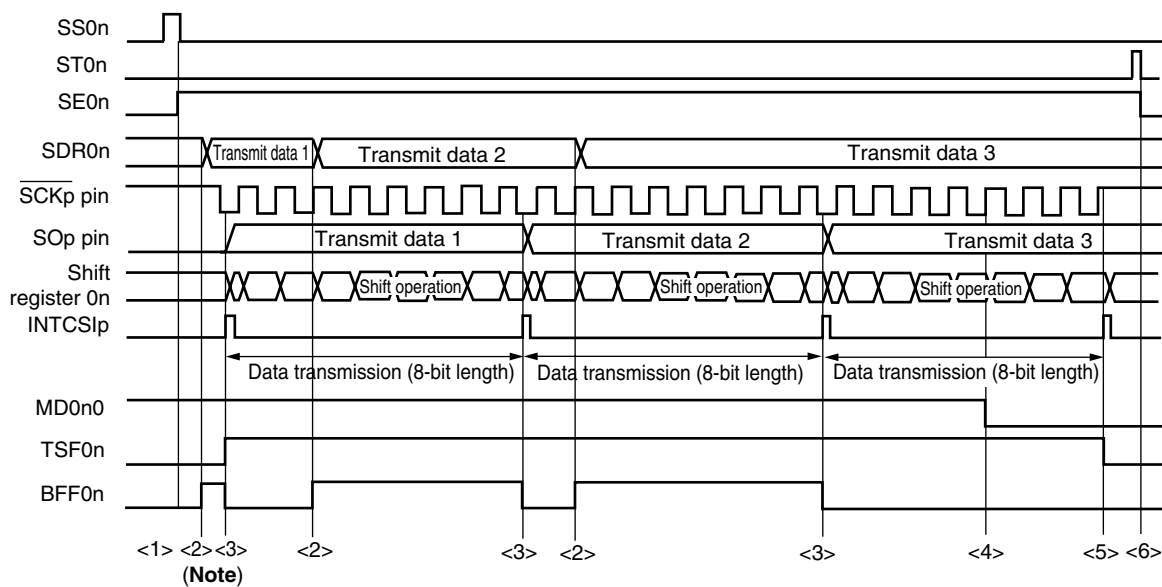 SS0n
ST0n
SE0n
SDR0n
Transmit data 1
Transmit data 2
Transmit data 3
SCKp pin
SOp pin
Transmit data 1
Transmit data 2
Transmit data 3
Shift
register 0n
Shift operation
Shift operation
Shift operation
INTCSIp
Data transmission (8-bit length)
Data transmission (8-bit length)
Data transmission (8-bit length)
MD0n0
TSF0n
BFF0n
<1> <2> <3> <2> <3> <2> <3> <4> <5> <6>
(Note)